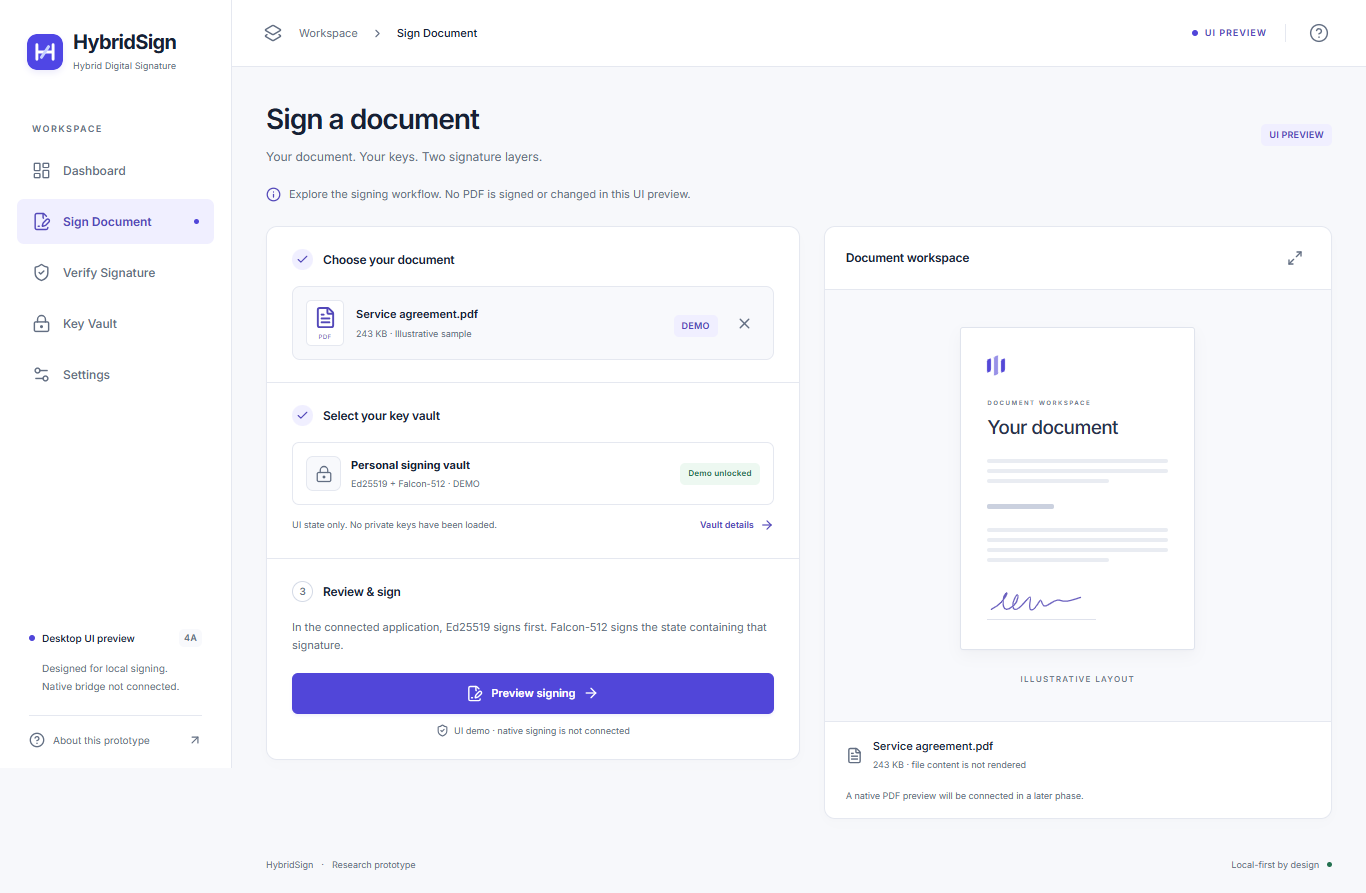 HybridSign
Hybrid Digital Signature
WORKSPACE
Dashboard
Sign Document
Verify Signature
Key Vault
Settings
Desktop UI preview
4A
Designed for local signing.
Native bridge not connected.
About this prototype
Workspace
Sign Document
UI PREVIEW
Sign a document
Your document. Your keys. Two signature layers.
UI PREVIEW
Explore the signing workflow. No PDF is signed or changed in this UI preview.
Choose your document
PDF
Service agreement.pdf
243 KB · Illustrative sample
DEMO
Select your key vault
Personal signing vault
Ed25519 + Falcon-512 · DEMO
Demo unlocked
UI state only. No private keys have been loaded.
Vault details
3
Review & sign
In the connected application, Ed25519 signs first. Falcon-512 signs the state containing that
signature.
Preview signing
UI demo · native signing is not connected
Document workspace
DOCUMENT WORKSPACE
Your document
ILLUSTRATIVE LAYOUT
Service agreement.pdf
243 KB · file content is not rendered
A native PDF preview will be connected in a later phase.
HybridSign · Research prototype
Local-first by design